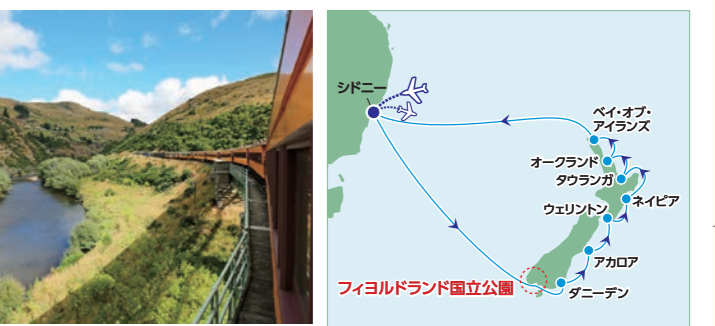 シドニー
ベイ・オブ・
アイランズ
オークランド
タウランガ
ネイピア
ウェリントン
アカロア
フィヨルドランド国立公園
ダニーデン